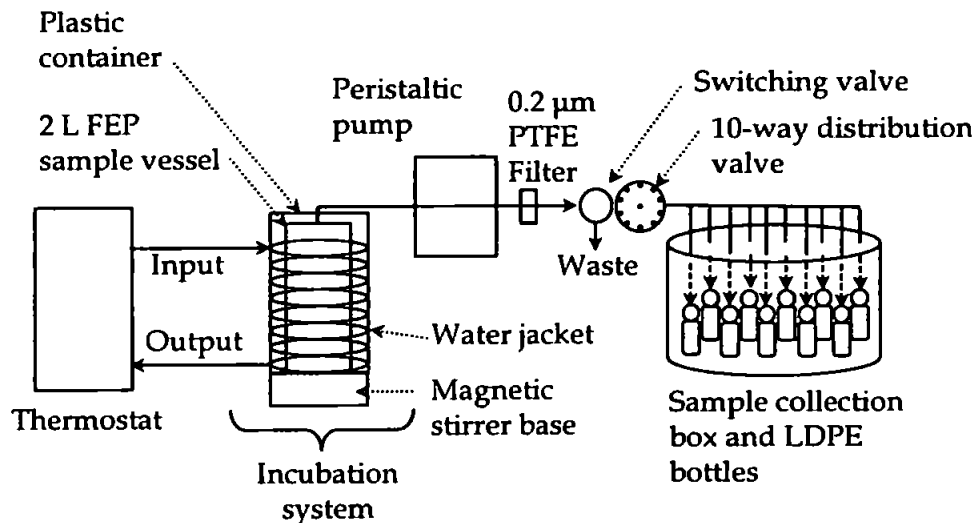 Plastic
container
2 L FEP
sample vessel
Peristaltic
pump
0.2 µm
PTFE
Filter
Switching valve
10-way distribution
valve
Input
Output
Waste
Thermostat
Water jacket
Magnetic
stirrer base
Incubation
system
Sample collection
box and LDPE
bottles